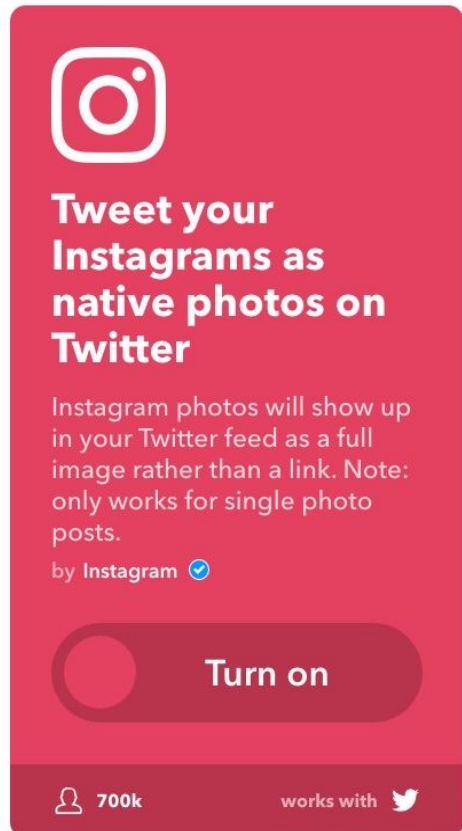 Tweet your
Instagrams as
native photos on
Twitter
Instagram photos will show up
in your Twitter feed as a full
image rather than a link. Note:
only works for single photo
posts.
by Instagram
Turn on
700k
works with